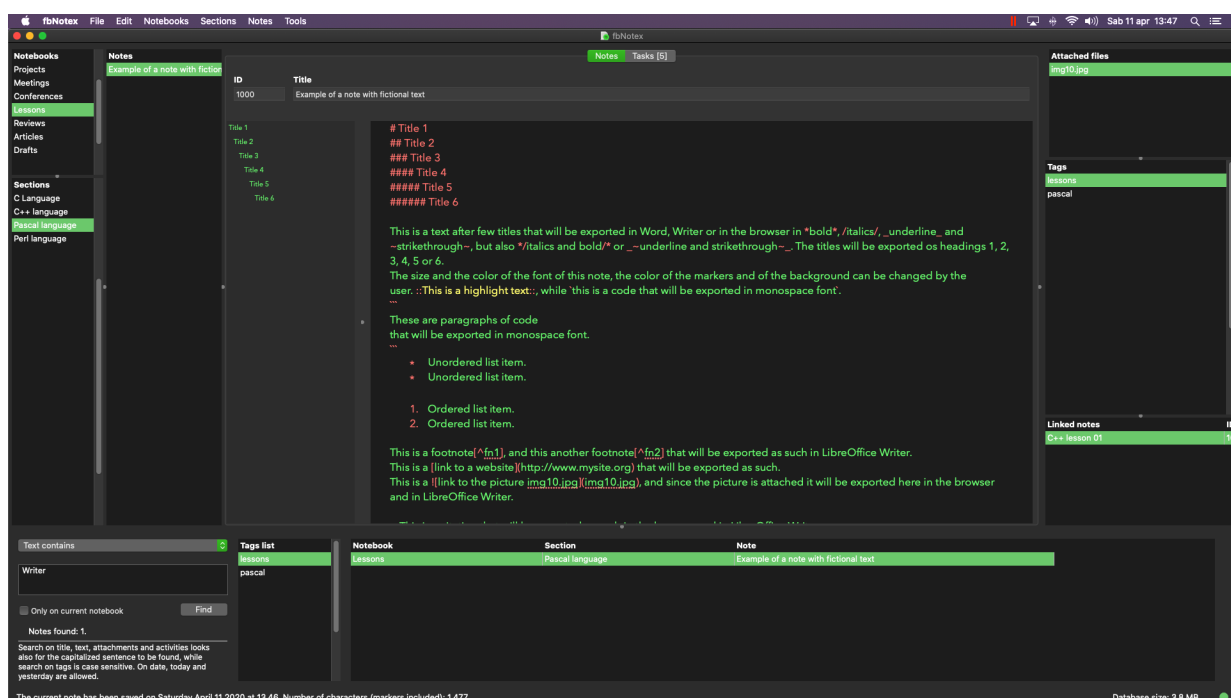 fbNotex File Edit Notebooks Sections Notes Tools
Sab 11 apr 13:47
fbNotex
Notebooks
Projects
Meetings
Conferences
Lessons
Reviews
Articles
Drafts
Sections
C Language
C++ language
Pascal language
Perl language
Notes
Example of a note with fiction
Notes Tasks [5]
ID Title
1000 Example of a note with fictional text
Title 1
Title 2
Title 3
Title 4
Title 5
Title 6
# Title 1
## Title 2
### Title 3
#### Title 4
##### Title 5
###### Title 6
This is a text after few titles that will be exported in Word, Writer or in the browser in *bold*, /italics/, _underline_ and
~strikethrough~, but also */italics and bold/* or _~underline and strikethrough~_. The titles will be exported os headings 1, 2,
3, 4, 5 or 6.
The size and the color of the font of this note, the color of the markers and of the background can be changed by the
user. ::This is a highlight text::, while `this is a code that will be exported in monospace font`.
```
These are paragraphs of code
that will be exported in monospace font.
```
* Unordered list item.
* Unordered list item.
1. Ordered list item.
2. Ordered list item.
This is a footnote[^fn1], and this another footnote[^fn2] that will be exported as such in LibreOffice Writer.
This is a [link to a website](http://www.mysite.org) that will be exported as such.
This is a ![link to the picture img10.jpg](img10.jpg), and since the picture is attached it will be exported here in the browser
and in LibreOffice Writer.
Attached files
img10.jpg
Tags
lessons
pascal
Linked notes
C++ lesson 01
Text contains
Writer
Only on current notebook Find
Notes found: 1.
Search on title, text, attachments and activities looks
also for the capitalized sentence to be found, while
search on tags is case sensitive. On date, today and
yesterday are allowed.
Tags list
lessons
pascal
Notebook Section Note
Lessons Pascal language Example of a note with fictional text
The current note has been saved on Saturday April 11 2020 at 13.46. Number of characters (markers included): 1.477.
Database size: 3.8 MB